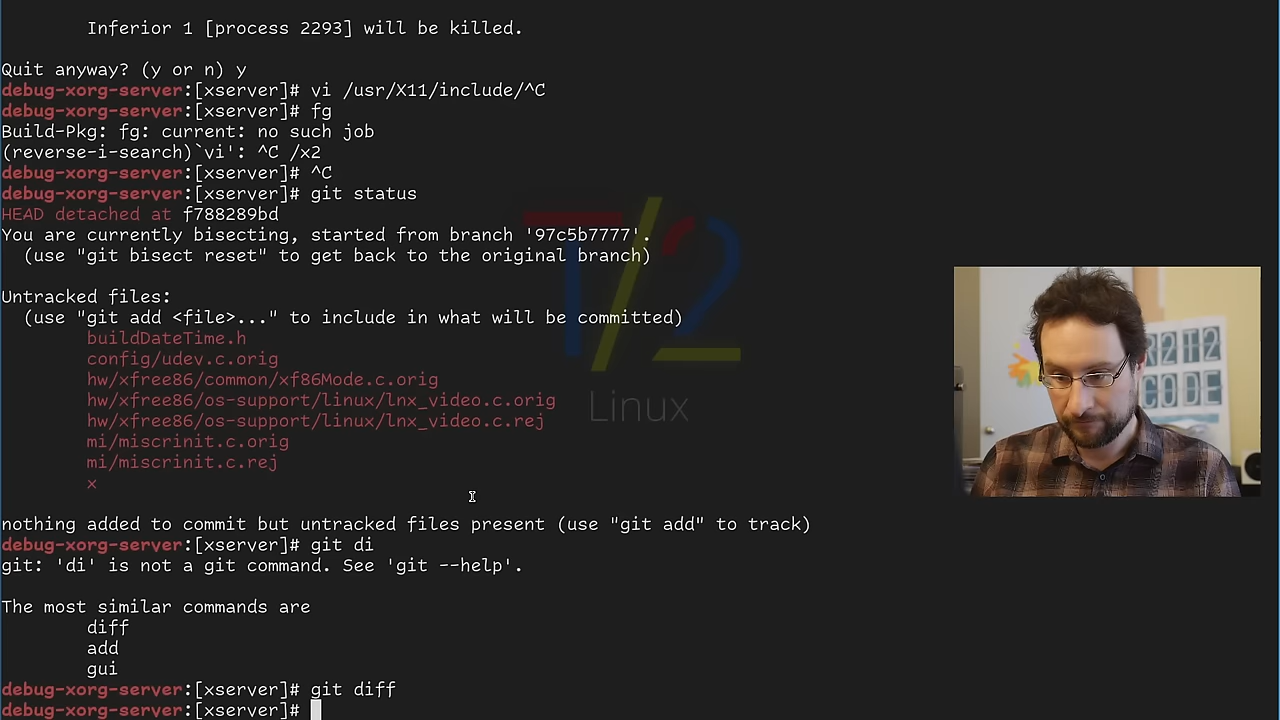 Inferior 1 [process 2293] will be killed.
Quit anyway? (y or n) y
debug-xorg-server:[xserver]# vi /usr/X11/include/^C
debug-xorg-server:[xserver]# fg
Build-Pkg: fg: current: no such job
(reverse-i-search)`vi': ^C /x2
debug-xorg-server:[xserver]# ^C
debug-xorg-server:[xserver]# git status
HEAD detached at f788289bd
You are currently bisecting, started from branch '97c5b7777'.
(use "git bisect reset" to get back to the original branch)
Untracked files:
(use "git add <file>..." to include in what will be committed)
buildDateTime.h
config/udev.c.orig
hw/xfree86/common/xf86Mode.c.orig
hw/xfree86/os-support/linux/lnx_video.c.orig
hw/xfree86/os-support/linux/lnx_video.c.rej
mi/miscrinit.c.orig
mi/miscrinit.c.rej
x
nothing added to commit but untracked files present (use "git add" to track)
debug-xorg-server:[xserver]# git di
git: 'di' is not a git command. See 'git --help'.
The most similar commands are
diff
add
gui
debug-xorg-server:[xserver]# git diff
debug-xorg-server:[xserver]#
T/2
Linux
R2T2
CODE